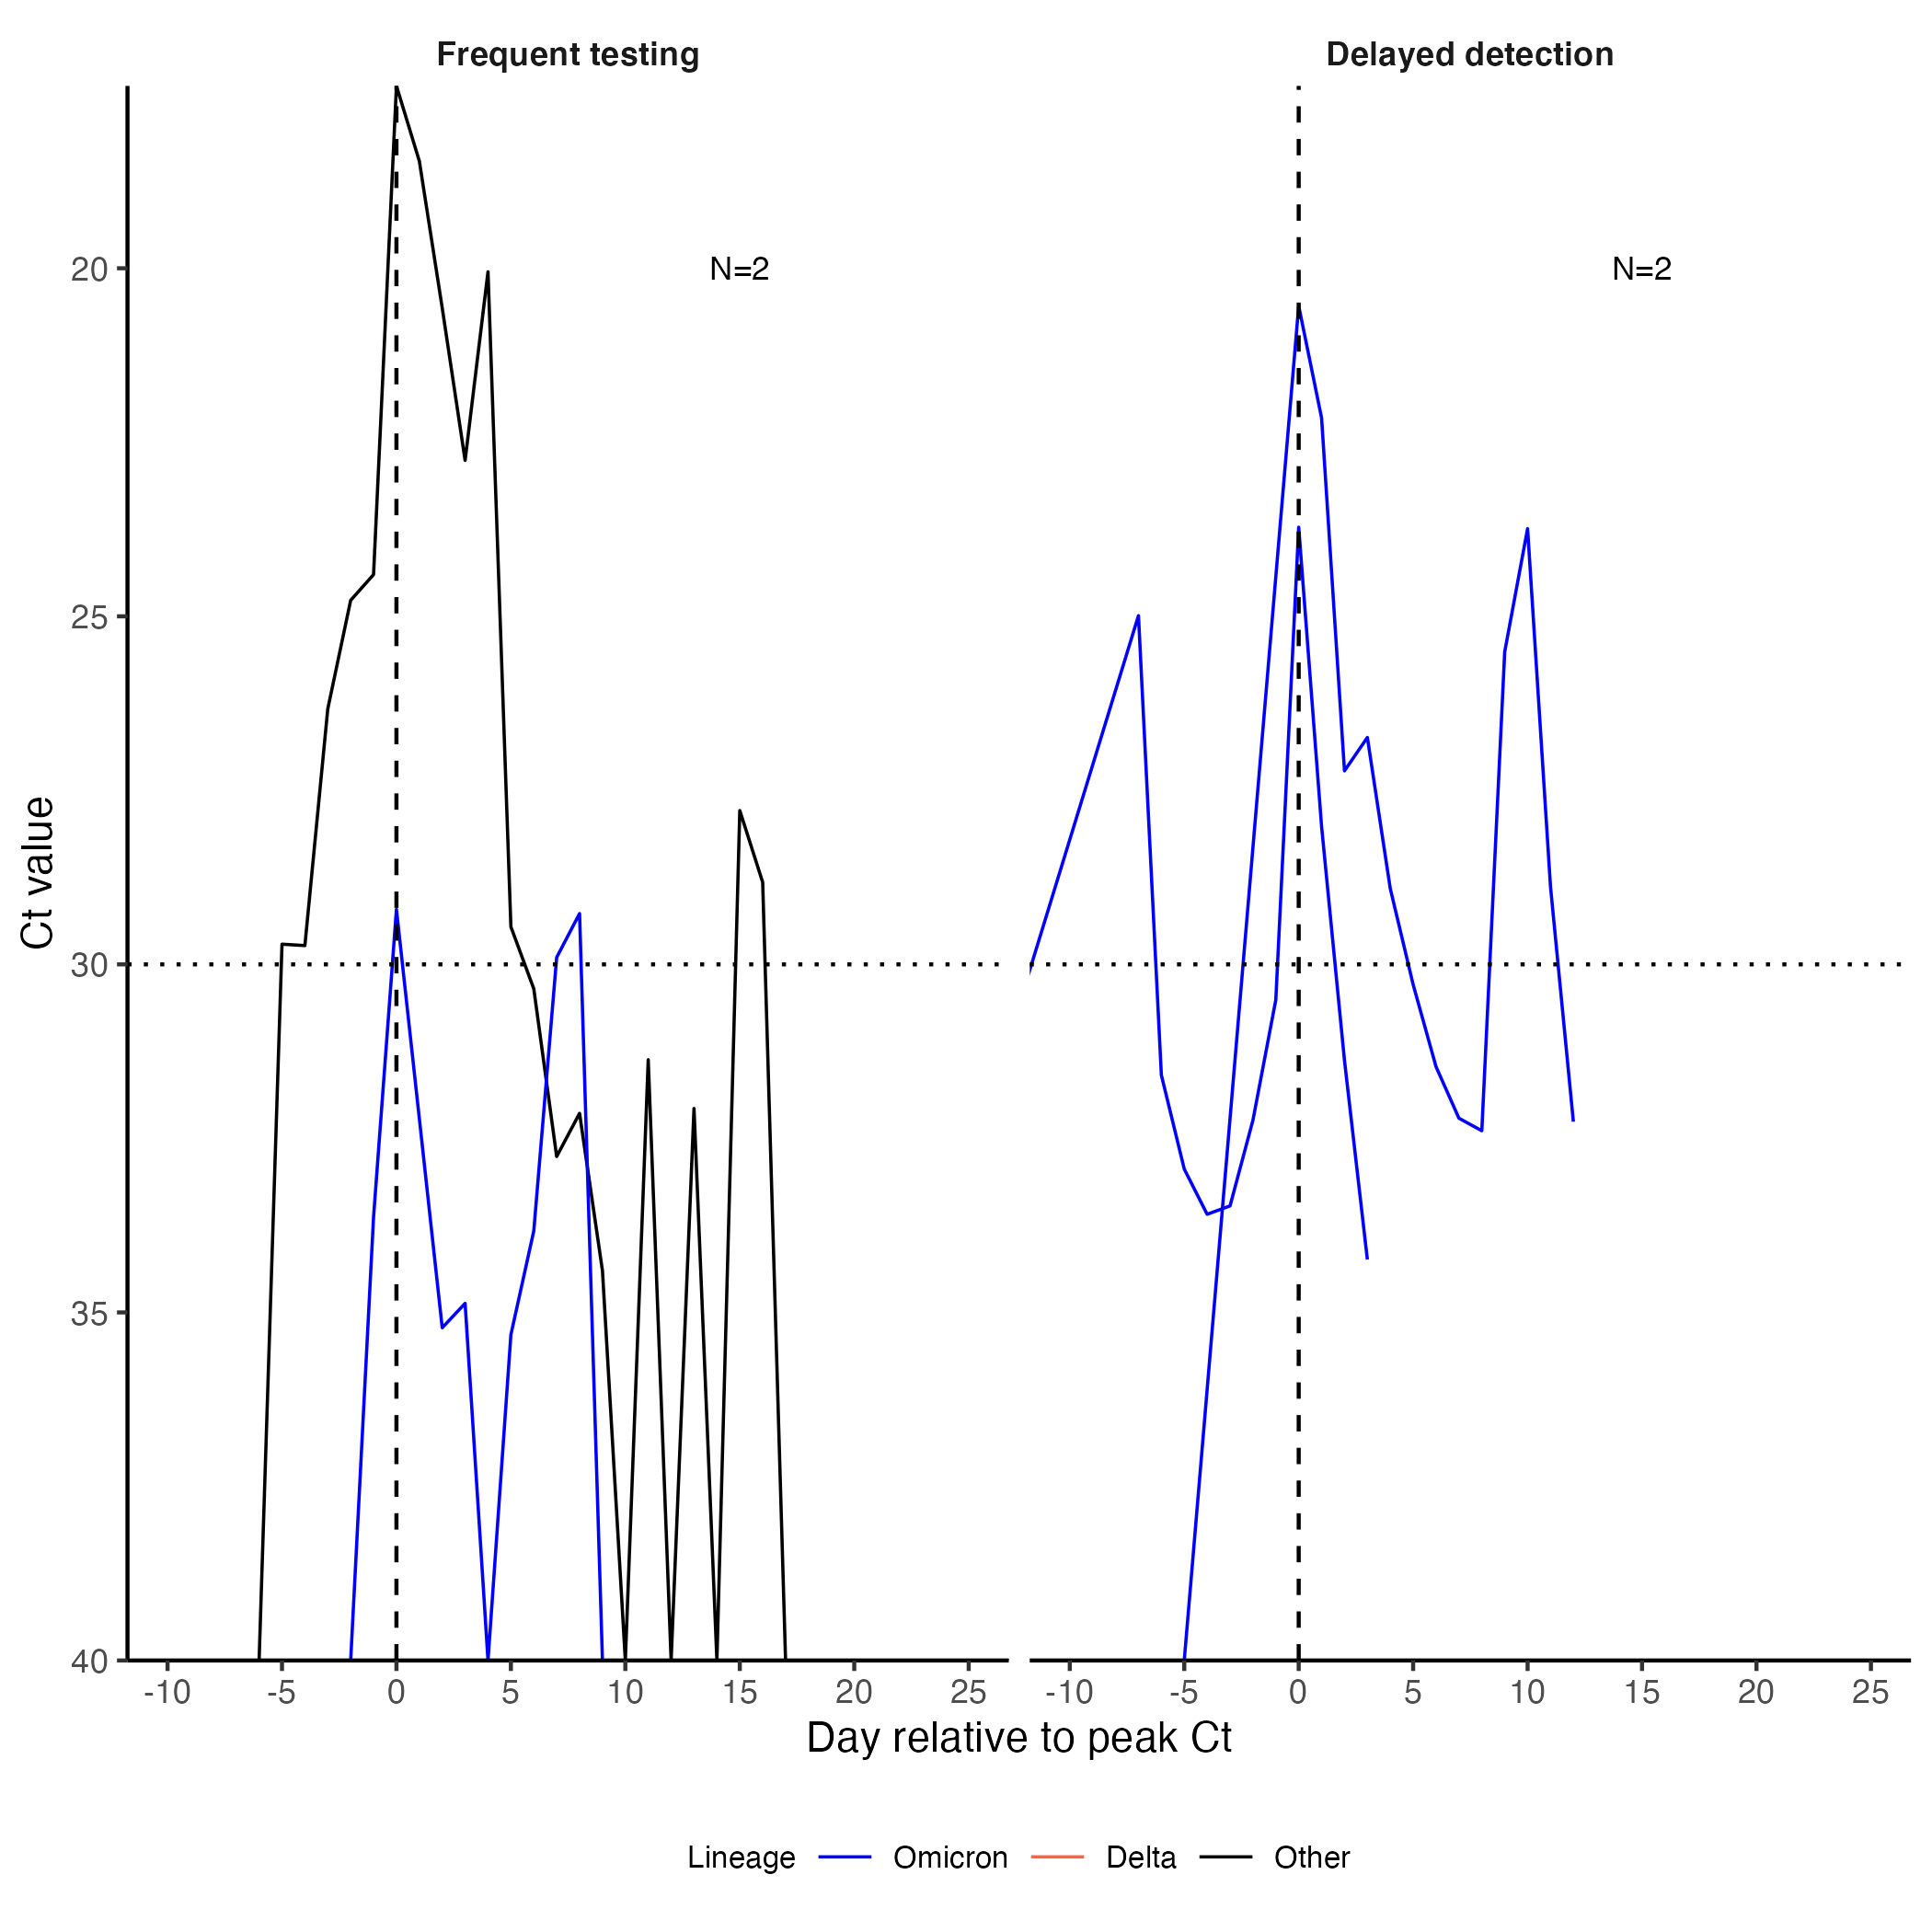 Frequent testing
Delayed detection
N=2
N=2
Ct value
20
25
30
35
40
-10 -5 0 5 10 15 20 25
-10 -5 0 5 10 15 20 25
Day relative to peak Ct
Lineage Omicron Delta Other